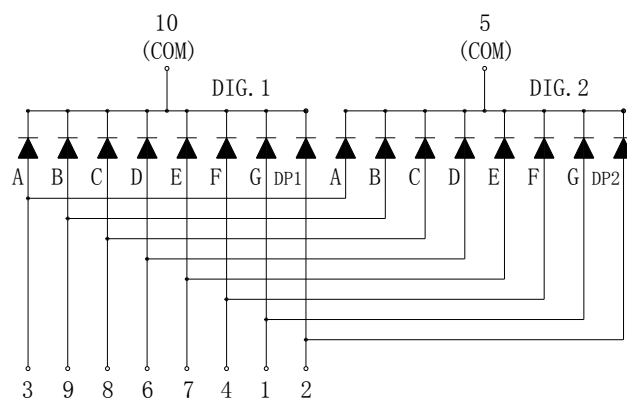 10 5
(COM) (COM)
DIG.1 DIG.2
A B C D E F G DP1 A B C D E F G DP2
3 9 8 6 7 4 1 2